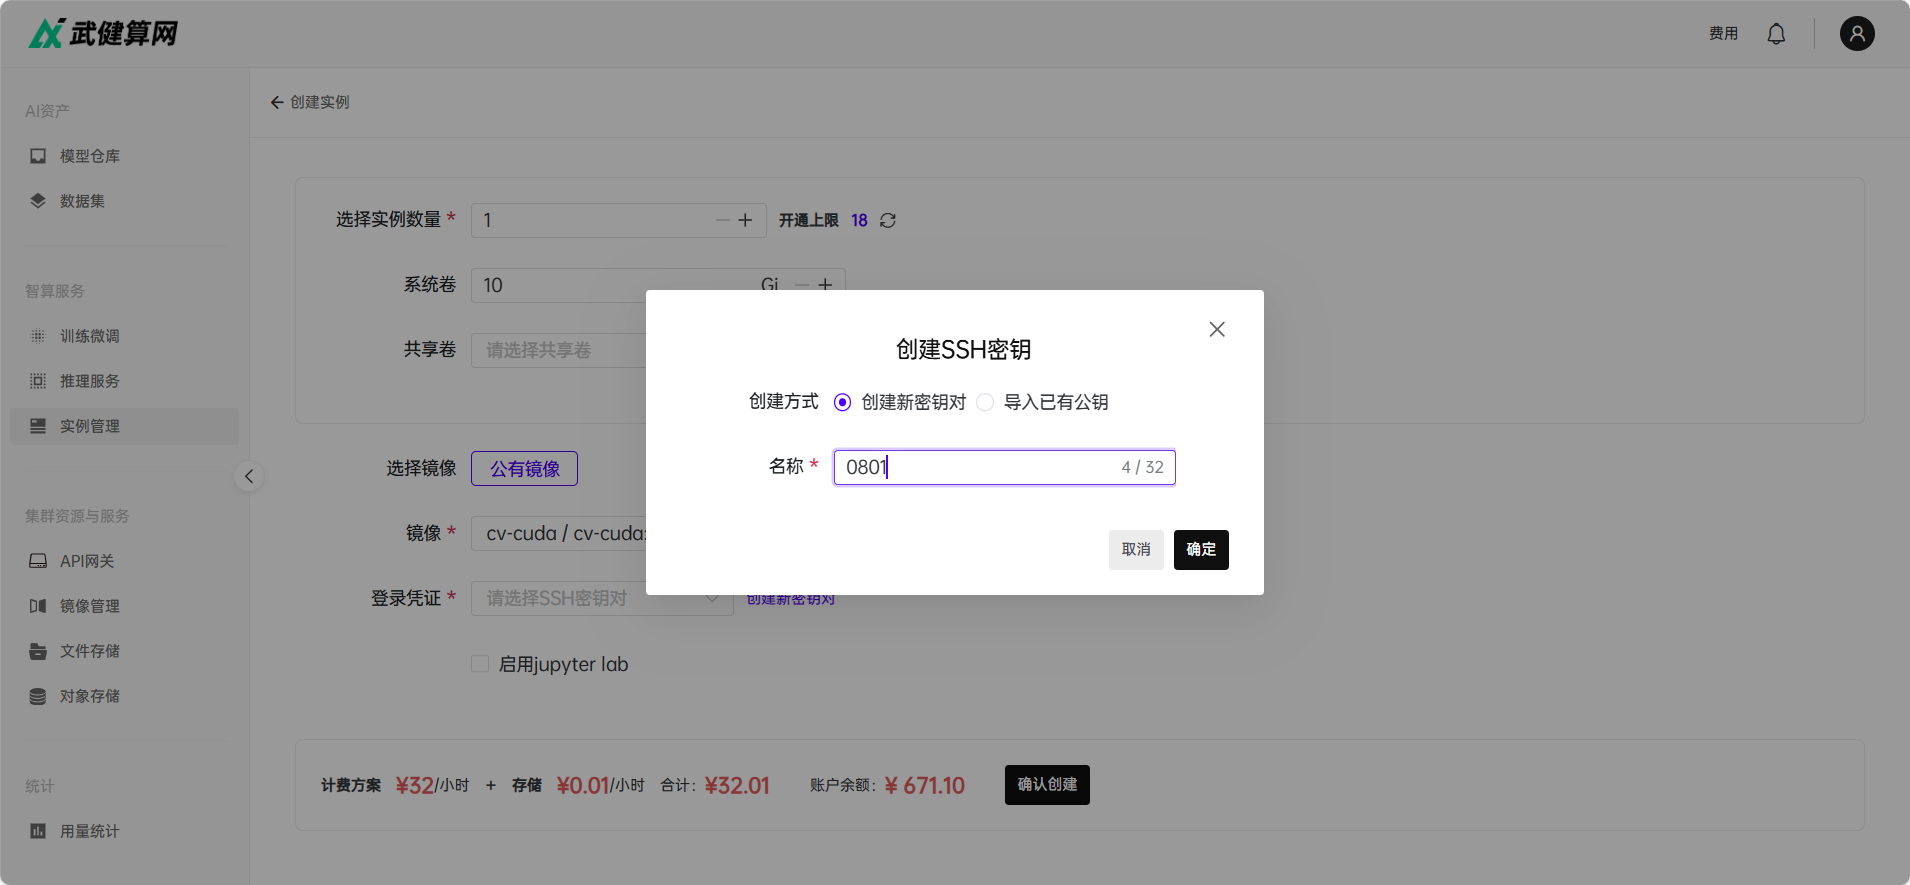 武健算网
费用
AI资产
模型仓库
数据集
智算服务
训练微调
推理服务
实例管理
集群资源与服务
API网关
镜像管理
文件存储
对象存储
统计
用量统计
创建实例
选择实例数量 * 1 开通上限 18
系统卷 10 Gi
共享卷 请选择共享卷
选择镜像 公有镜像
镜像 * cv-cuda / cv-cuda:
登录凭证 * 请选择SSH密钥对 创建新密钥对
启用jupyter lab
计费方案 ¥32/小时 + 存储 ¥0.01/小时 合计: ¥32.01 账户余额: ¥ 671.10 确认创建
创建SSH密钥
创建方式 创建新密钥对 导入已有公钥
名称 * 0801 4 / 32
取消 确定